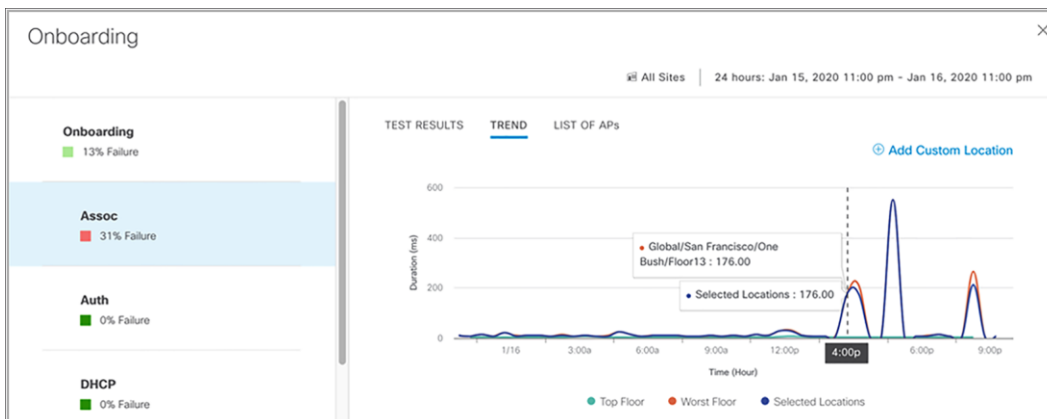 Onboarding
All Sites
24 hours: Jan 15, 2020 11:00 pm - Jan 16, 2020 11:00 pm
Onboarding
13% Failure
Assoc
31% Failure
Auth
0% Failure
DHCP
0% Failure
TEST RESULTS TREND LIST OF APs
Add Custom Location
600
400
200
0
Duration (ms)
Global/San Francisco/One
Bush/Floor13 : 176.00
Selected Locations : 176.00
1/16 3:00a 6:00a 9:00a 12:00p 4:00p 6:00p 9:00p
Time (Hour)
Top Floor Worst Floor Selected Locations